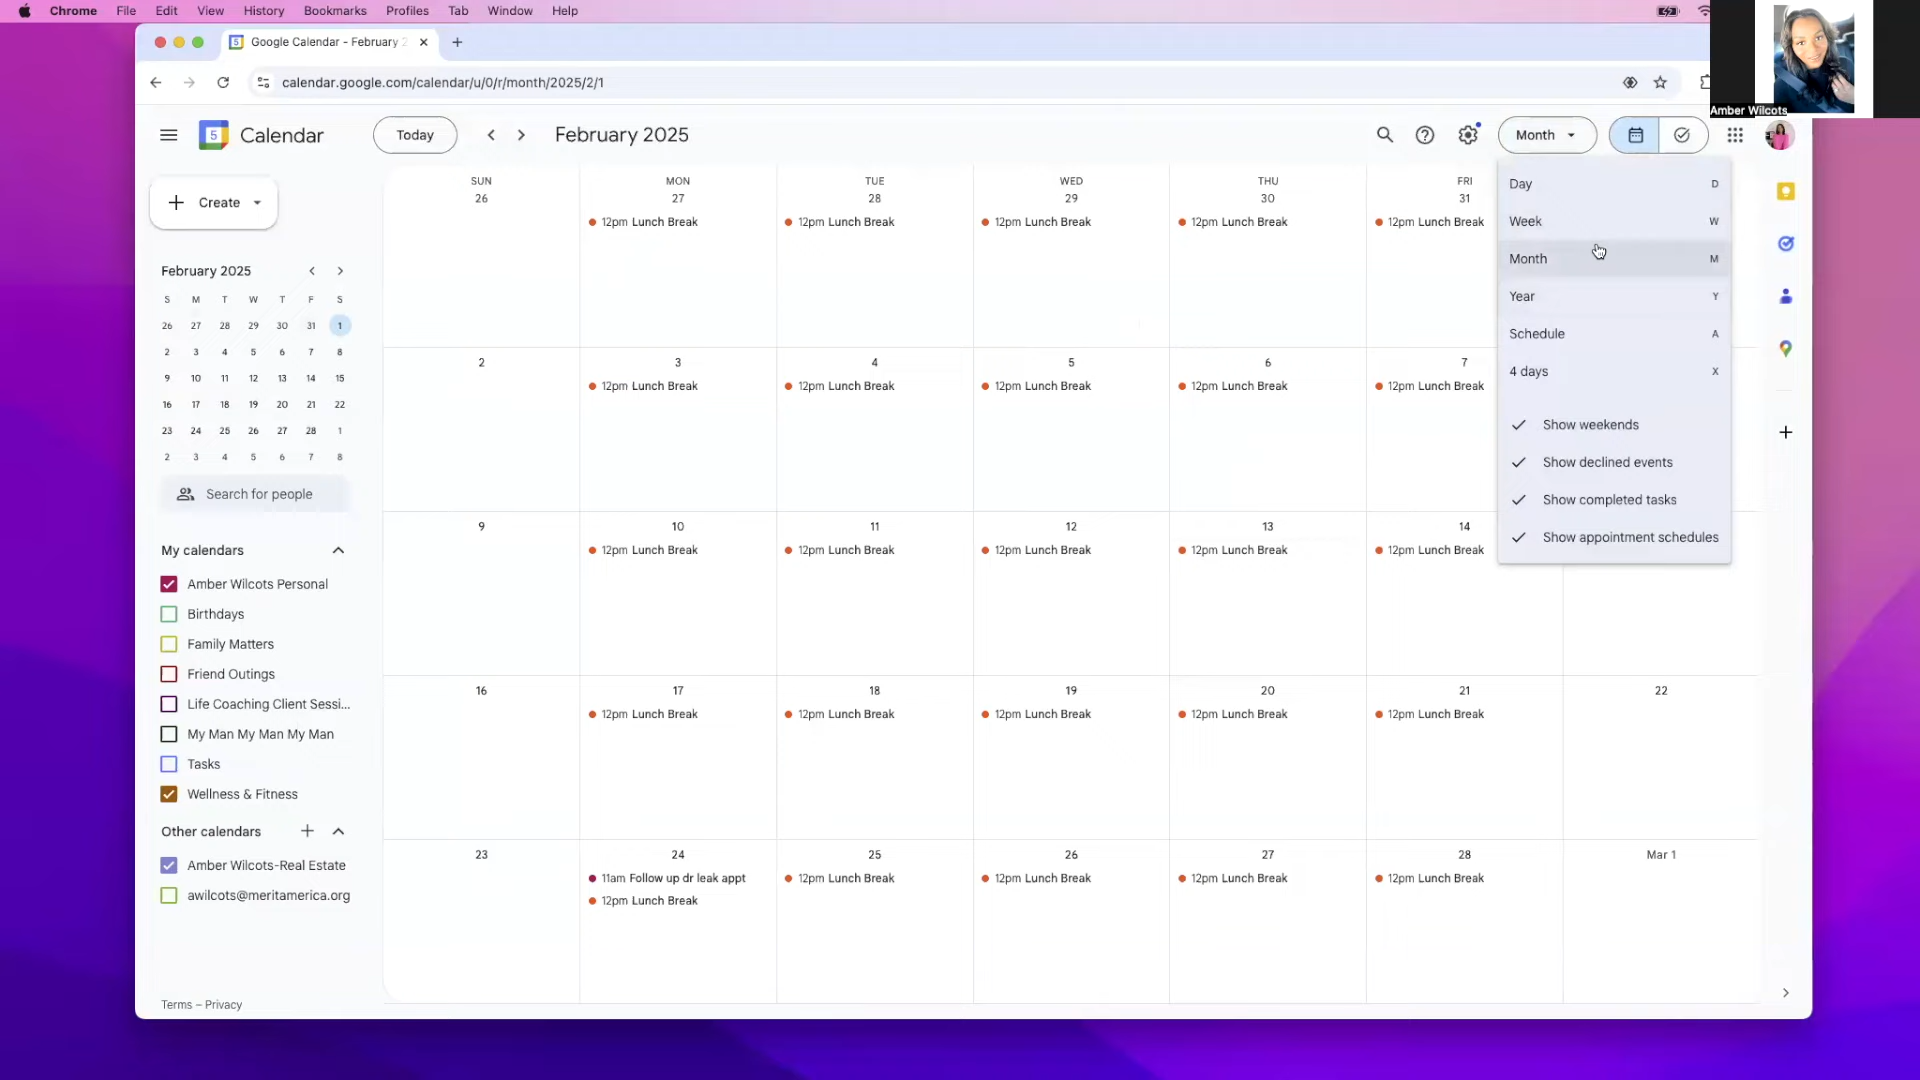 Chrome File Edit View History Bookmarks Profiles Tab Window Help
Google Calendar - February 2
Amber Wilcots
calendar.google.com/calendar/u/0/r/month/2025/2/1
5 Calendar Today February 2025 Month
Create
February 2025
S M T W T F S
26 27 28 29 30 31 1
2 3 4 5 6 7 8
9 10 11 12 13 14 15
16 17 18 19 20 21 22
23 24 25 26 27 28 1
2 3 4 5 6 7 8
Search for people
My calendars
Amber Wilcots Personal
Birthdays
Family Matters
Friend Outings
Life Coaching Client Sessi...
My Man My Man My Man
Tasks
Wellness & Fitness
Other calendars
Amber Wilcots-Real Estate
awilcots@meritamerica.org
Terms – Privacy
SUN MON TUE WED THU FRI
26 27 28 29 30 31
12pm Lunch Break 12pm Lunch Break 12pm Lunch Break 12pm Lunch Break 12pm Lunch Break
2 3 4 5 6 7
12pm Lunch Break 12pm Lunch Break 12pm Lunch Break 12pm Lunch Break 12pm Lunch Break
9 10 11 12 13 14
12pm Lunch Break 12pm Lunch Break 12pm Lunch Break 12pm Lunch Break 12pm Lunch Break
16 17 18 19 20 21 22
12pm Lunch Break 12pm Lunch Break 12pm Lunch Break 12pm Lunch Break 12pm Lunch Break
23 24 25 26 27 28 Mar 1
11am Follow up dr leak appt 12pm Lunch Break 12pm Lunch Break 12pm Lunch Break 12pm Lunch Break
12pm Lunch Break
Day D
Week W
Month M
Year Y
Schedule A
4 days X
Show weekends
Show declined events
Show completed tasks
Show appointment schedules